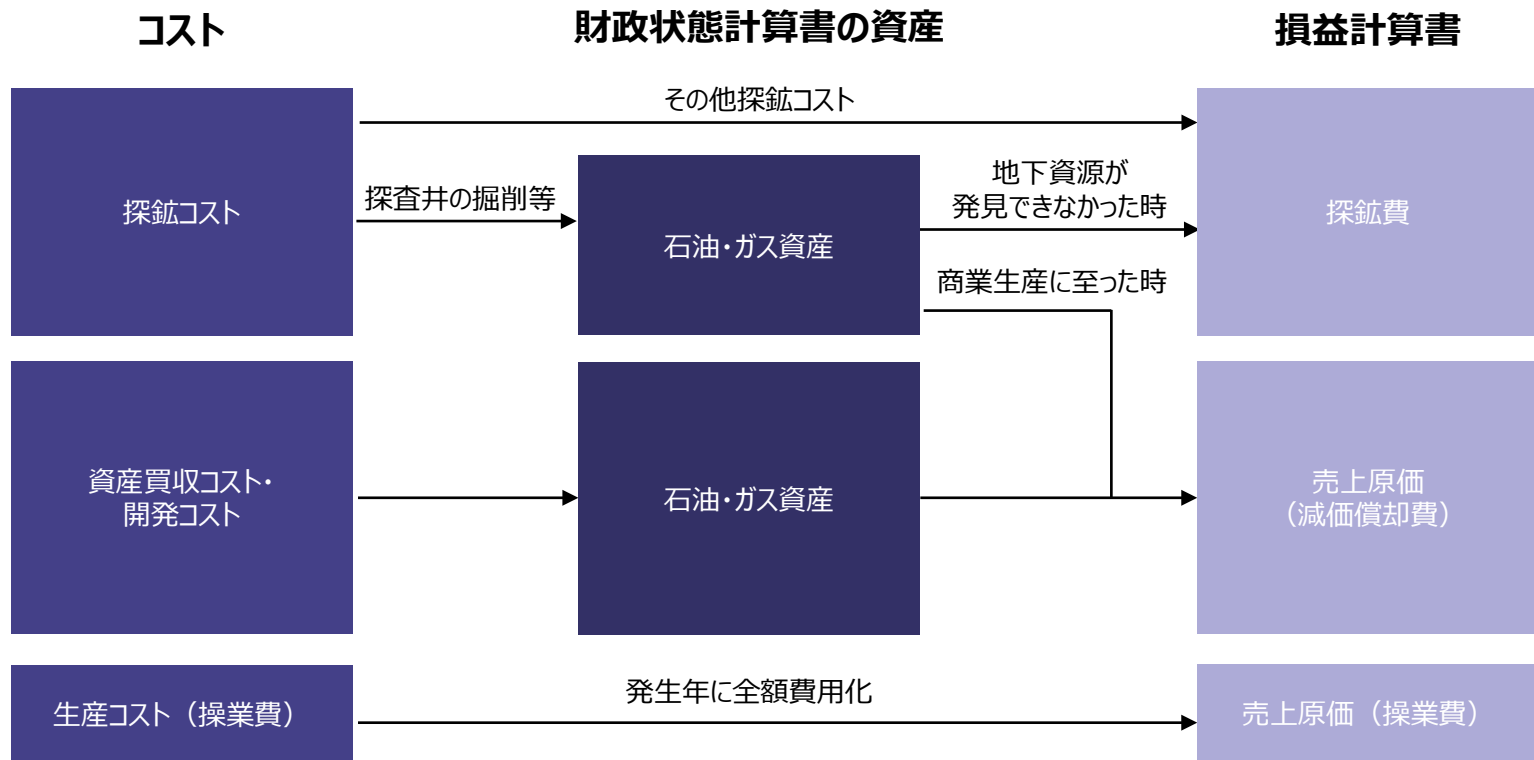 コスト
財政状態計算書の資産
損益計算書
その他探鉱コスト
探鉱コスト
探査井の掘削等
石油・ガス資産
地下資源が
発見できなかった時
探鉱費
商業生産に至った時
資産買収コスト・
開発コスト
石油・ガス資産
売上原価
（減価償却費）
生産コスト（操業費）
発生年に全額費用化
売上原価（操業費）